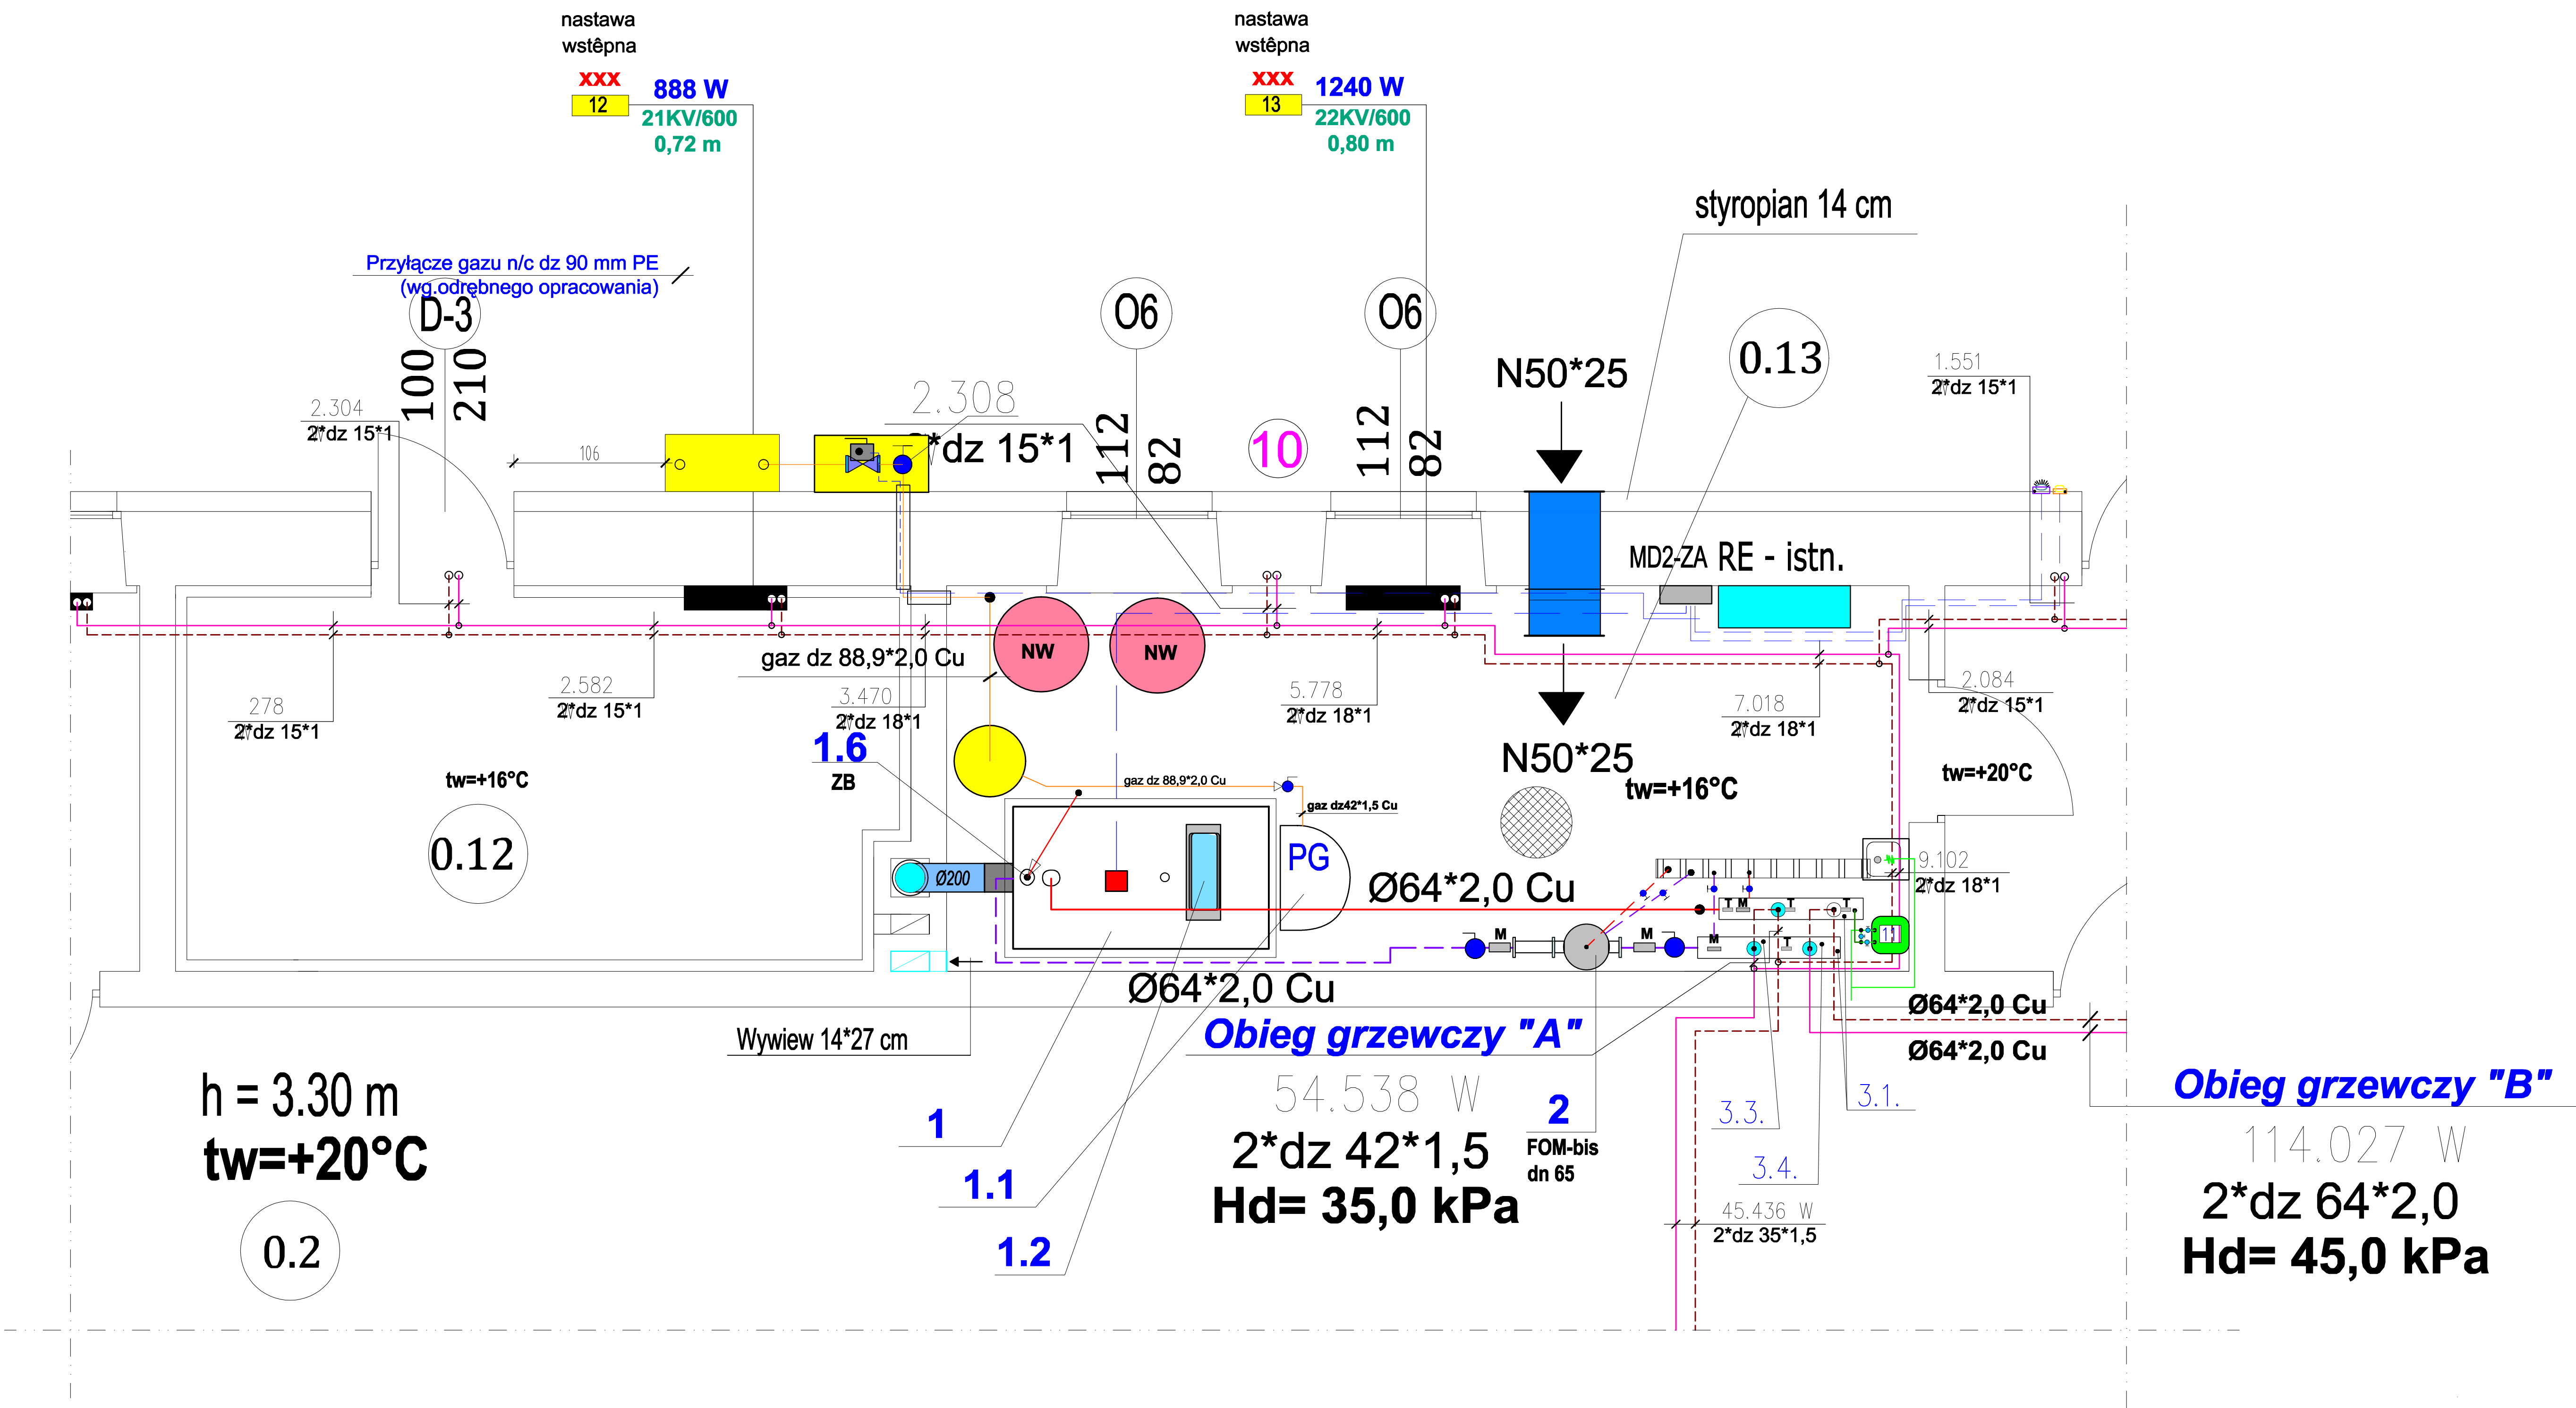 nastawa
wstêpna
xxx
12
888 W
21KV/600
0,72 m
nastawa
wstêpna
xxx
13
1240 W
22KV/600
0,80 m
styropian 14 cm
Przyłącze gazu n/c dz 90 mm PE
(wg.odrębnego opracowania)
D-3
100
210
O6
112
82
O6
112
82
10
N50*25
0.13
1.551
2*dz 15*1
2.304
2*dz 15*1
2.308
*dz 15*1
106
MD2-ZA
RE - istn.
NW
NW
gaz dz 88,9*2,0 Cu
278
2*dz 15*1
2.582
2*dz 15*1
3.470
2*dz 18*1
5.778
2*dz 18*1
7.018
2*dz 18*1
2.084
2*dz 15*1
N50*25
1.6
ZB
tw=+16°C
0.12
gaz dz 88,9*2,0 Cu
gaz dz42*1,5 Cu
tw=+16°C
tw=+20°C
PG
Ø200
Ø64*2,0 Cu
9.102
2*dz 18*1
T
M
T
T
M
M
M
T
11
Ø64*2,0 Cu
Ø64*2,0 Cu
Ø64*2,0 Cu
Wywiew 14*27 cm
Obieg grzewczy "A"
54.538 W
2*dz 42*1,5
Hd= 35,0 kPa
2
FOM-bis
dn 65
1
1.1
1.2
3.3.
3.1.
3.4.
45.436 W
2*dz 35*1,5
Obieg grzewczy "B"
114.027 W
2*dz 64*2,0
Hd= 45,0 kPa
h = 3.30 m
tw=+20°C
0.2